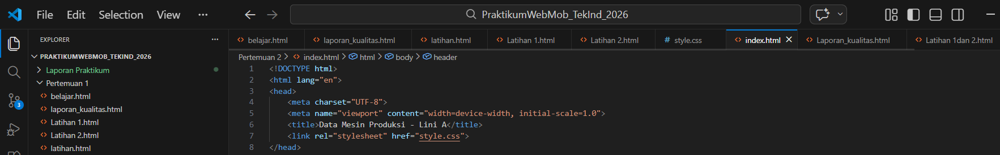 File Edit Selection View ··· PraktikumWebMob_TekInd_2026
EXPLORER ···
PRAKTIKUMWEBMOB_TEKIND_2026
Laporan Praktikum
Pertemuan 1
belajar.html
laporan_kualitas.html
Latihan 1.html
Latihan 2.html
latihan.html
3
belajar.html laporan_kualitas.html latihan.html Latihan 1.html Latihan 2.html # style.css index.html Laporan_kualitas.html Latihan 1dan 2.html
Pertemuan 2 > index.html > html > body > header
1 <!DOCTYPE html>
2 <html lang="en">
3 <head>
4 <meta charset="UTF-8">
5 <meta name="viewport" content="width=device-width, initial-scale=1.0">
6 <title>Data Mesin Produksi - Lini A</title>
7 <link rel="stylesheet" href="style.css">
8 </head>